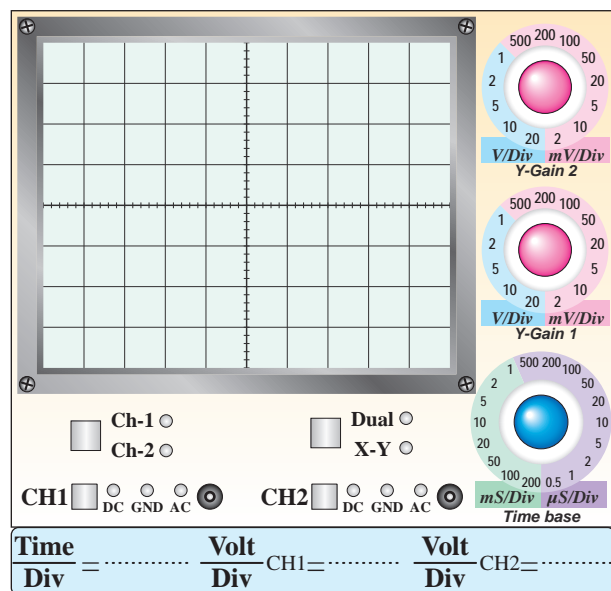 500 200 100
1 50
2 20
5 10
10 5
20 2
V/Div mV/Div
Y-Gain 2
500 200 100
1 50
2 20
5 10
10 5
20 2
V/Div mV/Div
Y-Gain 1
500 200
1 100
2 50
5 20
10 10
20 5
50 2
100 200 0.5 1
mS/Div µS/Div
Time base
Ch-1
Ch-2
Dual
X-Y
CH1 DC GND AC
CH2 DC GND AC
Time/Div = ............ Volt/Div CH1= ............ Volt/Div CH2= ............